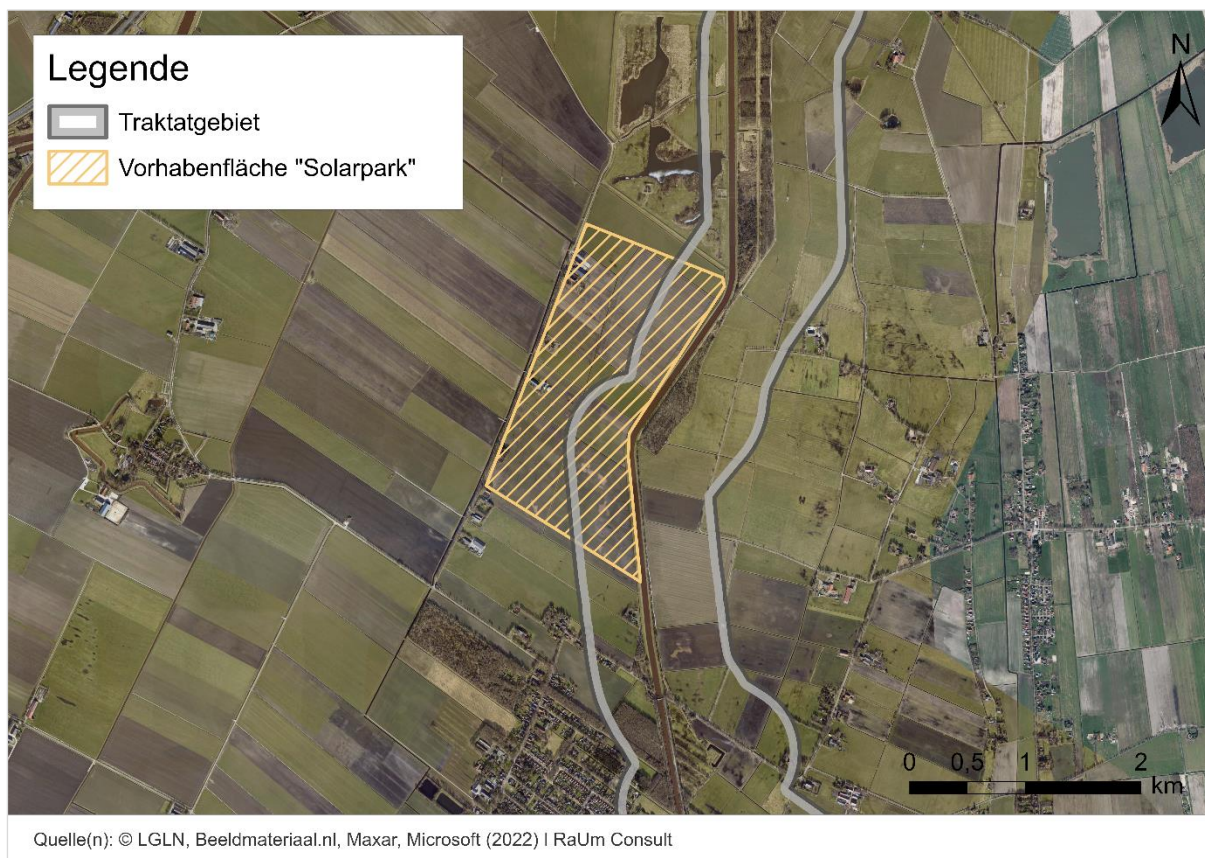 Legende
Traktatgebiet
Vorhabenfläche "Solarpark"
N
0 0,5 1 2
km
Quelle(n): © LGLN, Beeldmateriaal.nl, Maxar, Microsoft (2022) I RaUm Consult